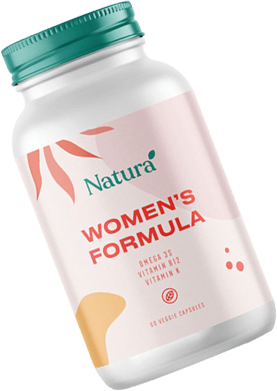 Natura
WOMEN'S
FORMULA
OMEGA 3S
VITAMIN B12
VITAMIN K
60 VEGGIE CAPSULES